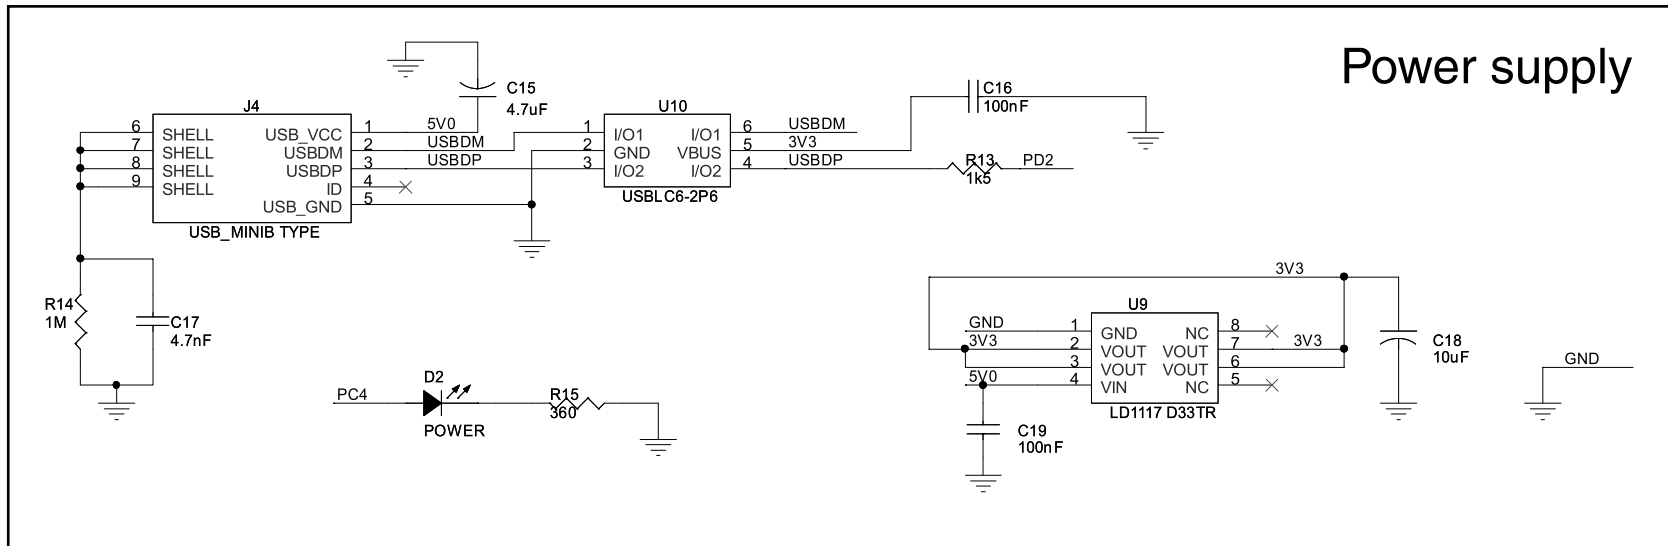 Power supply
C15
4.7uF
C16
100nF
J4
6 SHELL USB_VCC 1 5V0
7 SHELL USBDM 2 USBDM
8 SHELL USBDP 3 USBDP
9 SHELL ID 4
USB_GND 5
USB_MINIB TYPE
U10
1 I/O1 I/O1 6 USBDM
2 GND VBUS 5 3V3
3 I/O2 I/O2 4 USBDP
USBLC6-2P6
R13
1k5
PD2
R14
1M
C17
4.7nF
PC4
D2
POWER
R15
360
3V3
U9
GND 1 GND NC 8
3V3 2 VOUT VOUT 7 3V3
3 VOUT VOUT 6
5V0 4 VIN NC 5
LD1117 D33TR
C18
10uF
C19
100nF
GND